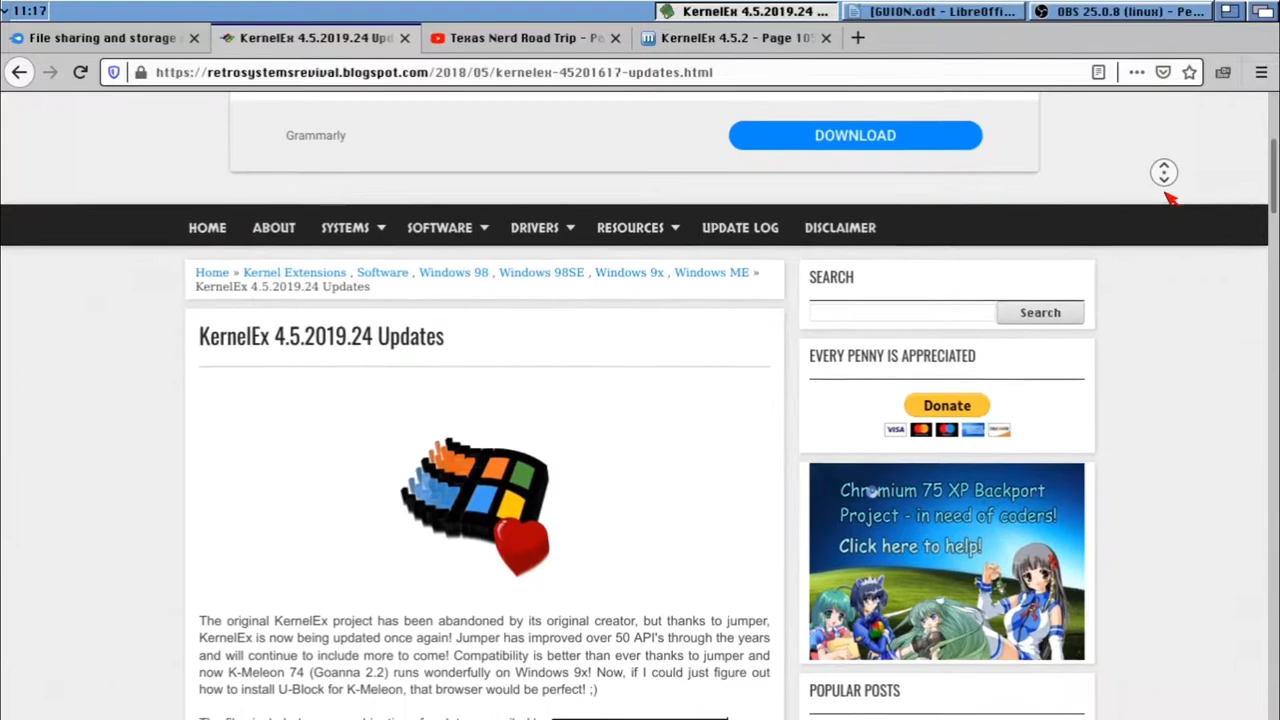 11:17
KernelEx 4.5.2019.24 ...
[GUION.odt - LibreOffi...
OBS 25.0.8 (linux) - Pe...
File sharing and storage
KernelEx 4.5.2019.24 Upd
Texas Nerd Road Trip - Pe
KernelEx 4.5.2 - Page 105
https://retrosystemsrevival.blogspot.com/2018/05/kernelex-45201617-updates.html
Grammarly
DOWNLOAD
HOME ABOUT SYSTEMS SOFTWARE DRIVERS RESOURCES UPDATE LOG DISCLAIMER
Home » Kernel Extensions , Software , Windows 98 , Windows 98SE , Windows 9x , Windows ME »
KernelEx 4.5.2019.24 Updates
KernelEx 4.5.2019.24 Updates
The original KernelEx project has been abandoned by its original creator, but thanks to jumper,
KernelEx is now being updated once again! Jumper has improved over 50 API's through the years
and will continue to include more to come! Compatibility is better than ever thanks to jumper and
now K-Meleon 74 (Goanna 2.2) runs wonderfully on Windows 9x! Now, if I could just figure out
how to install U-Block for K-Meleon, that browser would be perfect! ;)
SEARCH
Search
EVERY PENNY IS APPRECIATED
Donate
VISA
Chromium 75 XP Backport
Project - in need of coders!
Click here to help!
POPULAR POSTS